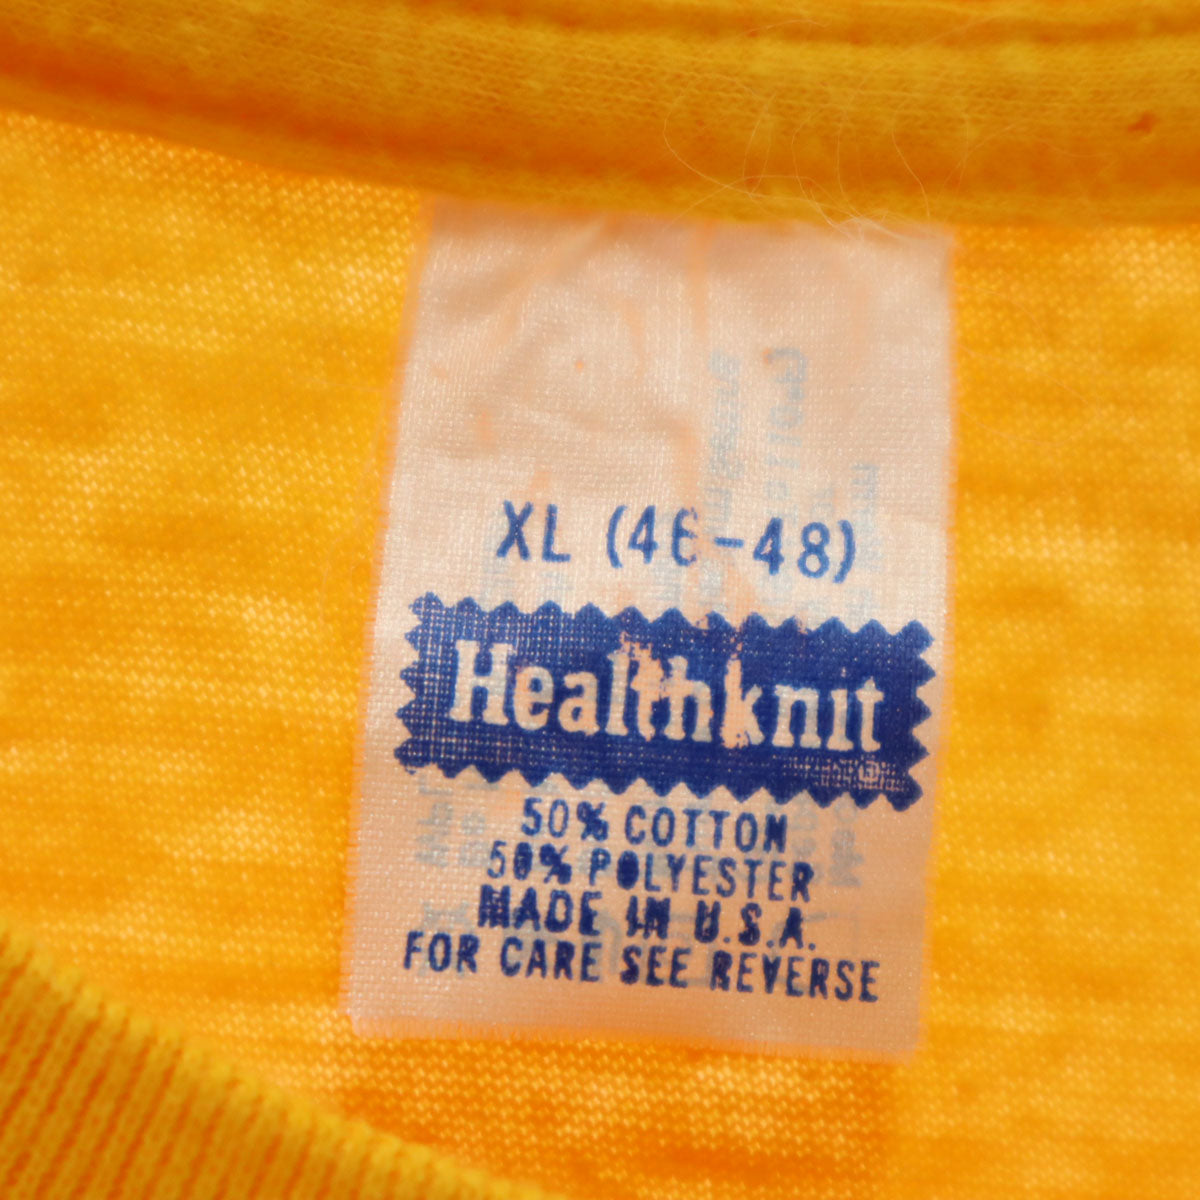 XL (46-48)
Healthknit®
50% COTTON
50% POLYESTER
MADE IN U.S.A.
FOR CARE SEE REVERSE